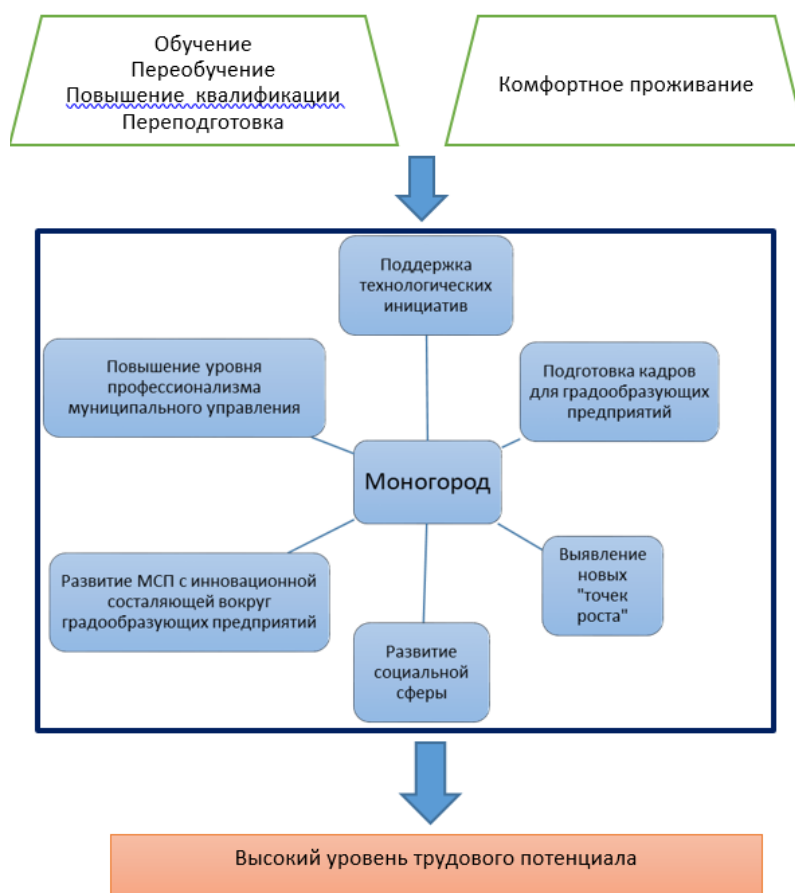 Обучение
Переобучение
Повышение квалификации
Переподготовка
Комфортное проживание
Поддержка
технологических
инициатив
Повышение уровня
профессионализма
муниципального управления
Подготовка кадров
для градообразующих
предприятий
Моногород
Развитие МСП с инновационной
состаляющей вокруг
градообразующих предприятий
Выявление
новых
"точек
роста"
Развитие
социальной
сферы
Высокий уровень трудового потенциала